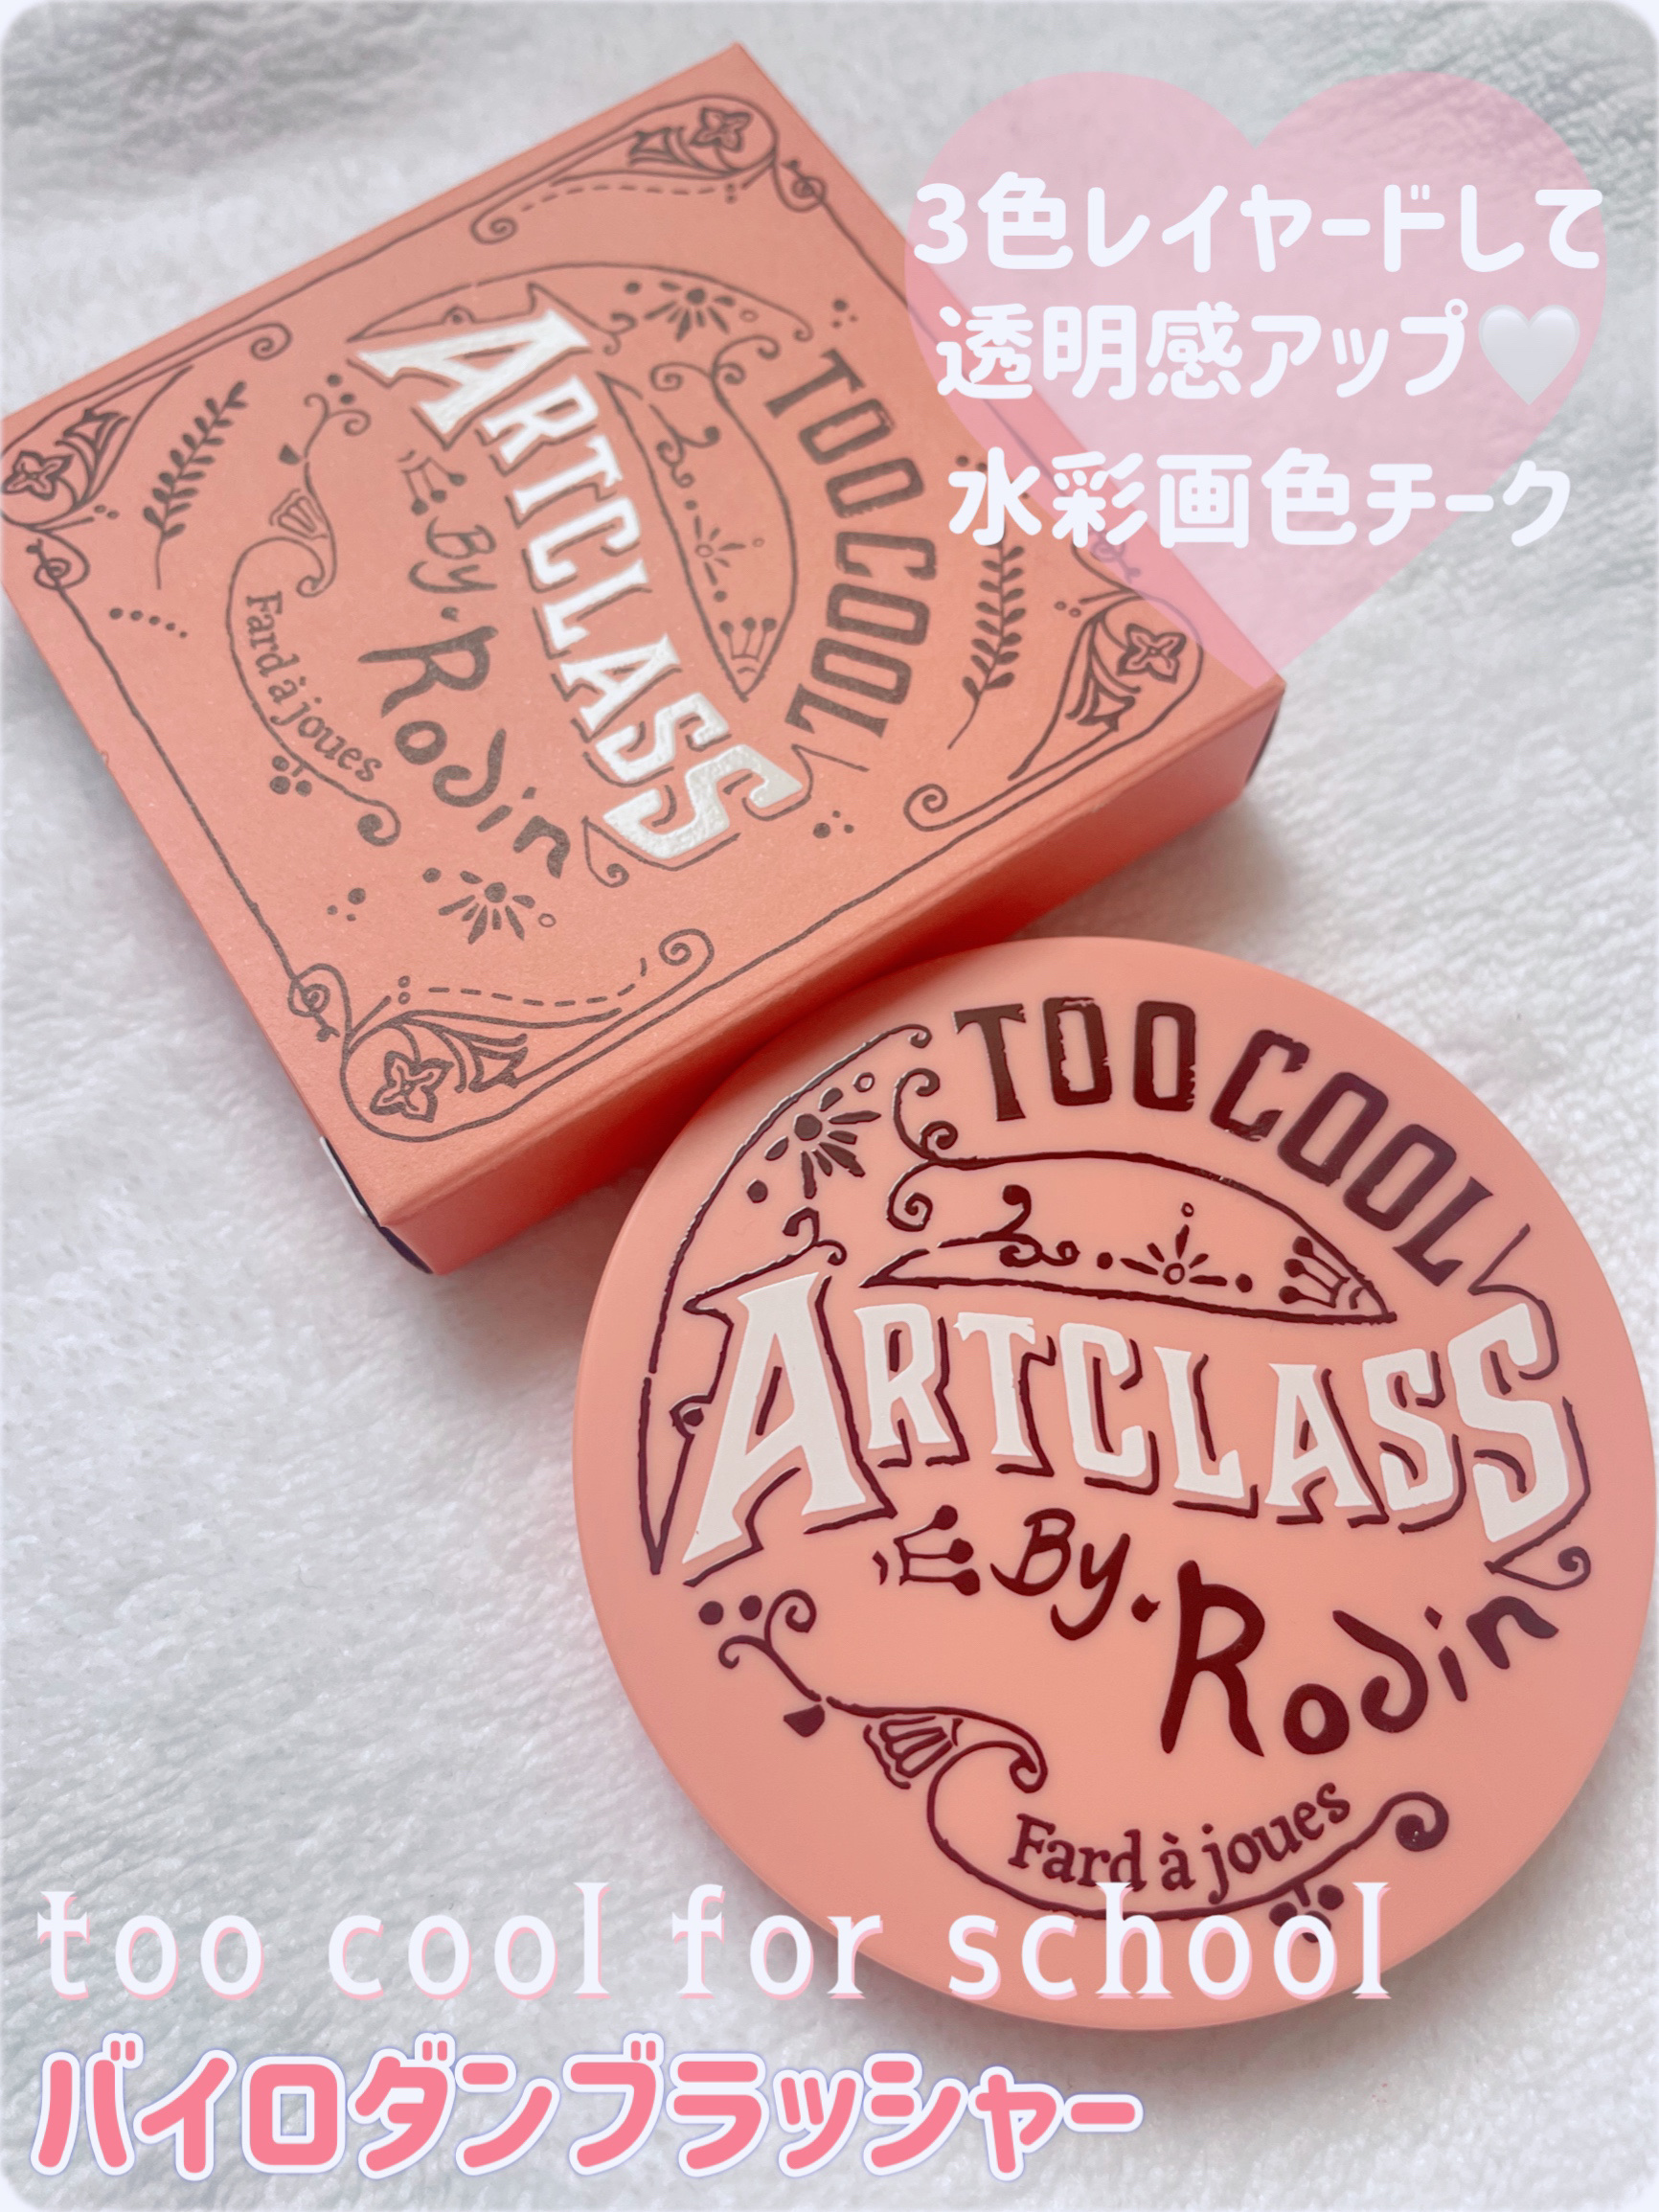 3色レイヤードして
透明感アップ🤍
水彩画色チーク
TOO COOL
ARTCLASS
By. Rodin
Fard à joues
TOO COOL
ARTCLASS
By. Rodin
Fard à joues
too cool for school
バイロダンブラッシャー